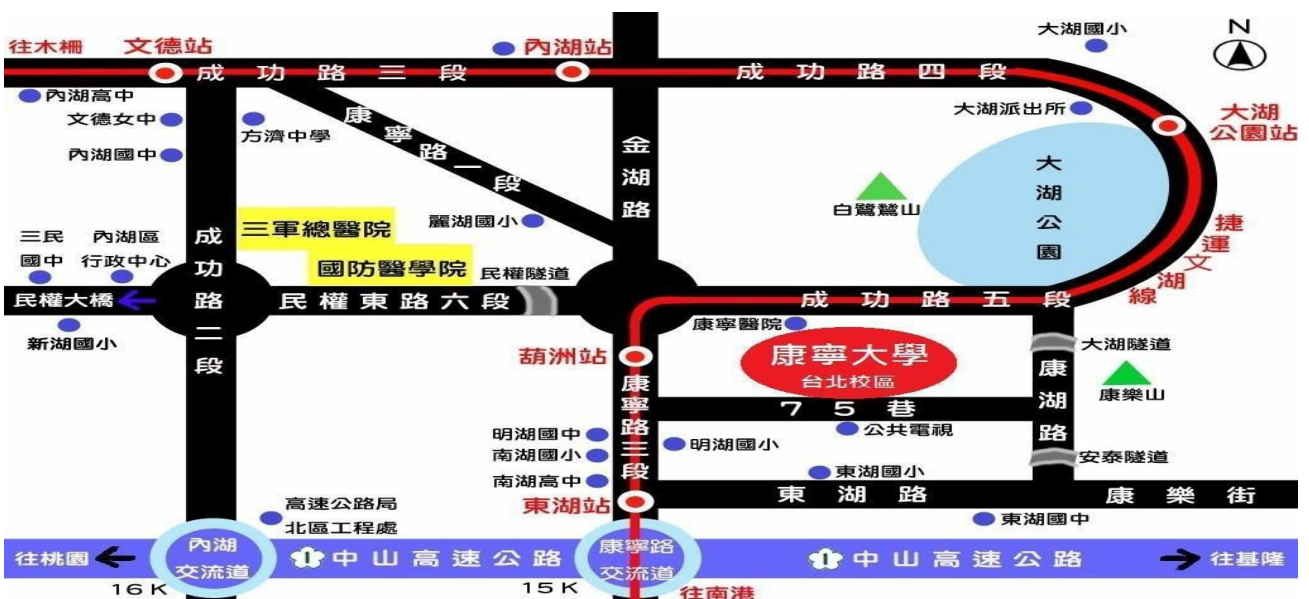 大湖國小
N
往木柵
文德站
內湖站
成功路三段
成功路四段
內湖高中
文德女中
方濟中學
內湖國中
康寧路一段
金湖路
大湖派出所
大湖
公園站
大湖公園
白鷺鷥山
麗湖國小
三軍總醫院
國防醫學院
三民
國中
內湖區
行政中心
成功路二段
民權隧道
捷運文湖線
民權大橋
民權東路六段
成功路五段
新湖國小
康寧醫院
康寧大學
台北校區
大湖隧道
葫洲站
康寧路三段
康湖路
康樂山
75巷
明湖國中
明湖國小
公共電視
南湖國小
安泰隧道
南湖高中
東湖國小
東湖站
東湖路
康樂街
高速公路局
北區工程處
東湖國中
往桃園
內湖
交流道
1
中山高速公路
康寧路
交流道
1
中山高速公路
往基隆
16K
15K
往南港